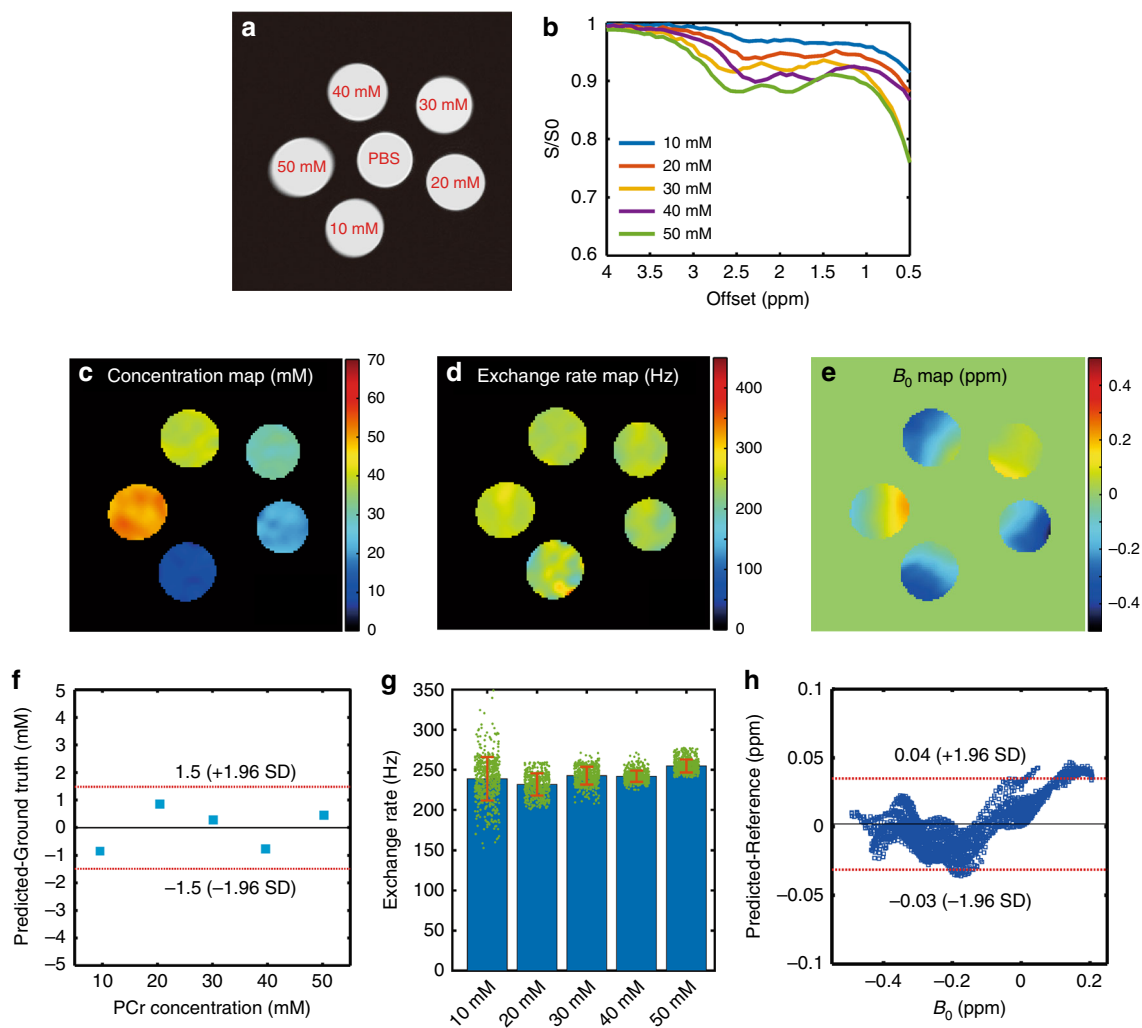 a
40 mM
30 mM
50 mM
PBS
20 mM
10 mM
b
S/S0
1
0.9
0.8
0.7
0.6
10 mM
20 mM
30 mM
40 mM
50 mM
4 3.5 3 2.5 2 1.5 1 0.5
Offset (ppm)
c Concentration map (mM)
70
60
50
40
30
20
10
0
d Exchange rate map (Hz)
400
300
200
100
0
e B₀ map (ppm)
0.4
0.2
0
−0.2
−0.4
f
Predicted-Ground truth (mM)
5
4
3
2
1
0
−1
−2
−3
−4
−5
1.5 (+1.96 SD)
−1.5 (−1.96 SD)
10 20 30 40 50
PCr concentration (mM)
g
Exchange rate (Hz)
350
300
250
200
150
100
50
0
10 mM
20 mM
30 mM
40 mM
50 mM
h
Predicted-Reference (ppm)
0.1
0.05
0
−0.05
−0.1
0.04 (+1.96 SD)
−0.03 (−1.96 SD)
−0.4 −0.2 0 0.2
B₀ (ppm)